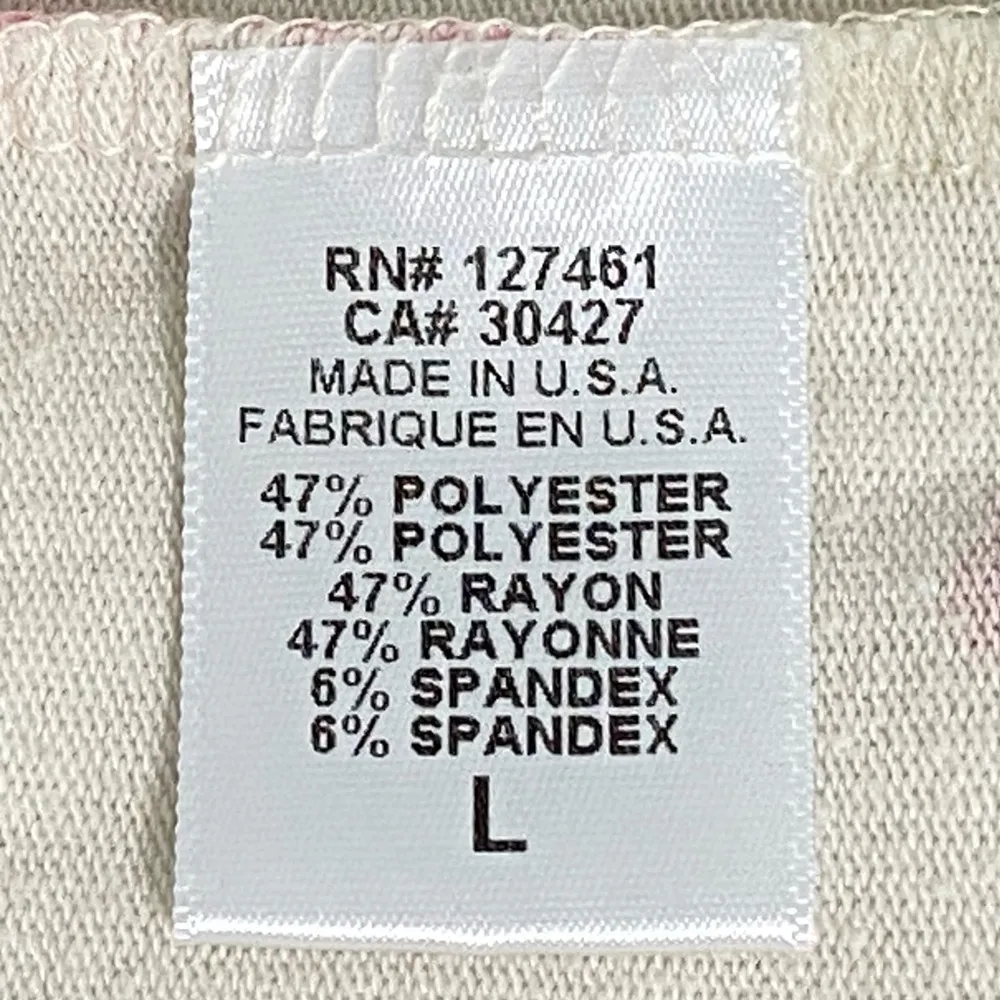 RN# 127461
CA# 30427
MADE IN U.S.A.
FABRIQUE EN U.S.A.
47% POLYESTER
47% POLYESTER
47% RAYON
47% RAYONNE
6% SPANDEX
6% SPANDEX
L